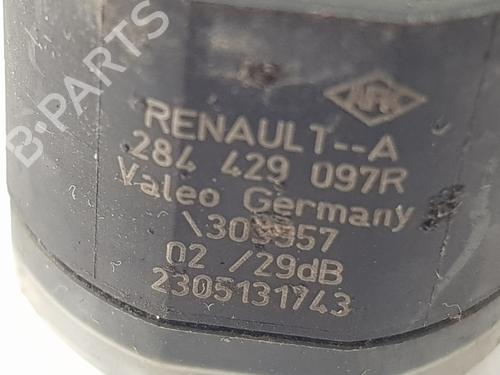 B-PARTS
RENAULT--A
284 429 097R
Valeo Germany
02 /29dB
2305131743